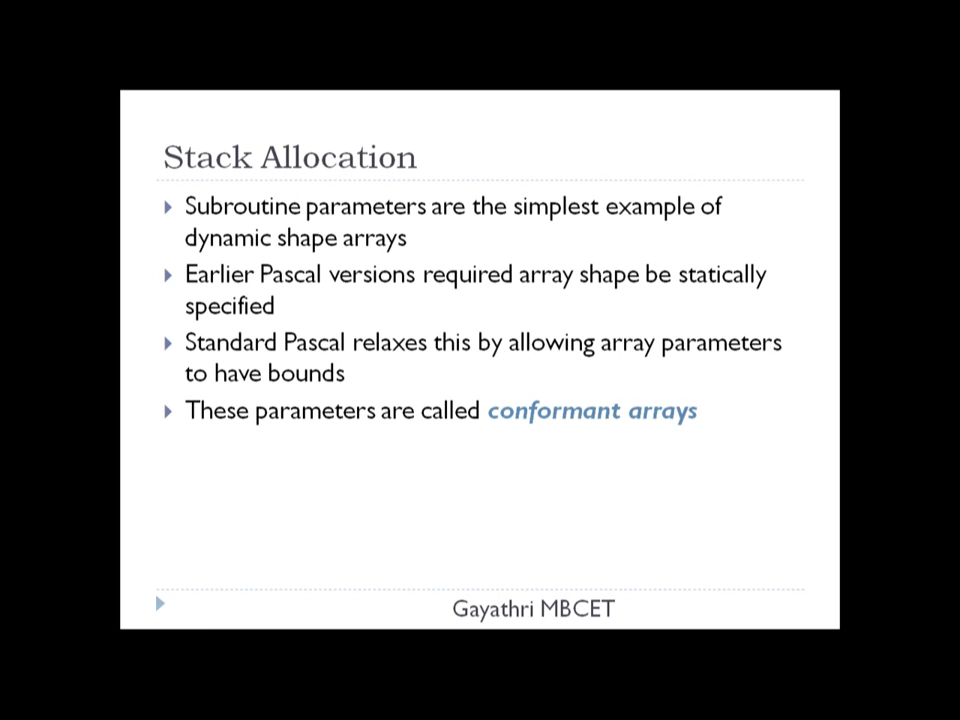 Stack Allocation
Subroutine parameters are the simplest example of
dynamic shape arrays
Earlier Pascal versions required array shape be statically
specified
Standard Pascal relaxes this by allowing array parameters
to have bounds
These parameters are called conformant arrays
Gayathri MBCET